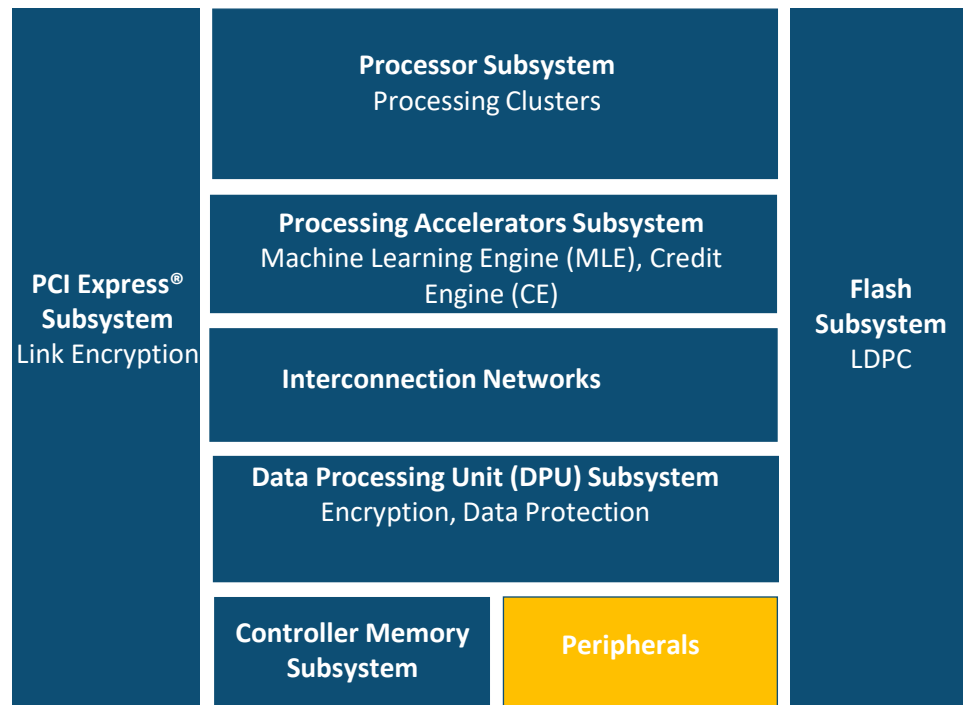 Processor Subsystem
Processing Clusters
Processing Accelerators Subsystem
Machine Learning Engine (MLE), Credit
Engine (CE)
PCI Express®
Subsystem
Link Encryption
Flash
Subsystem
LDPC
Interconnection Networks
Data Processing Unit (DPU) Subsystem
Encryption, Data Protection
Controller Memory
Subsystem
Peripherals